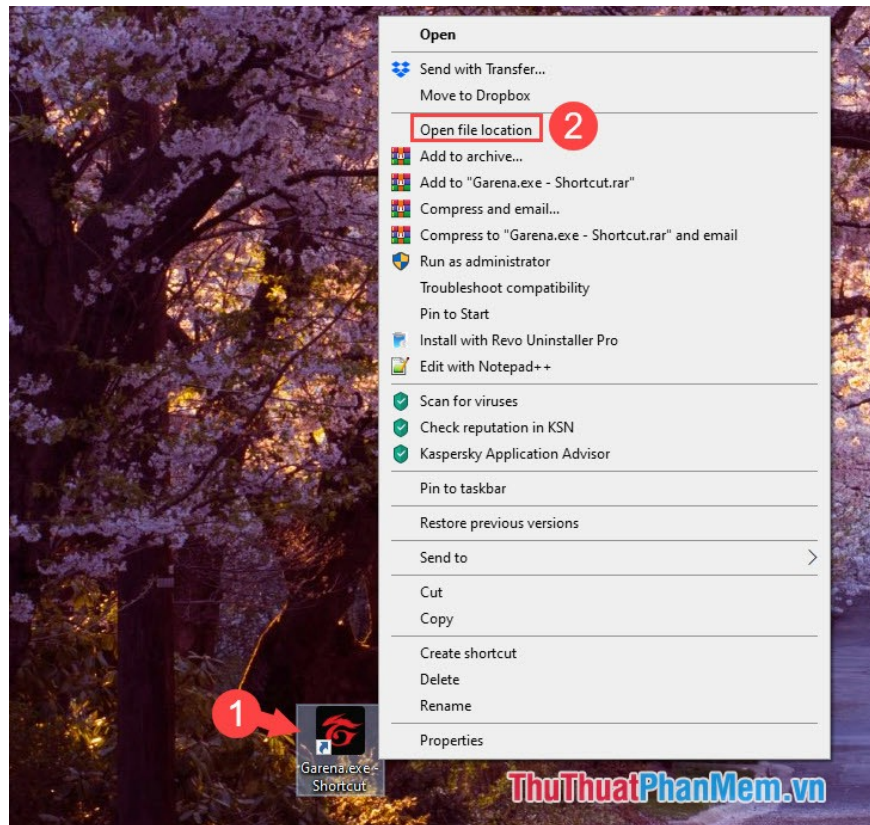 Open
Send with Transfer...
Move to Dropbox
Open file location
2
Add to archive...
Add to "Garena.exe - Shortcut.rar"
Compress and email...
Compress to "Garena.exe - Shortcut.rar" and email
Run as administrator
Troubleshoot compatibility
Pin to Start
Install with Revo Uninstaller Pro
Edit with Notepad++
Scan for viruses
Check reputation in KSN
Kaspersky Application Advisor
Pin to taskbar
Restore previous versions
Send to
Cut
Copy
Create shortcut
Delete
Rename
Properties
1
Garena.exe -
Shortcut
ThuThuatPhanMem.vn